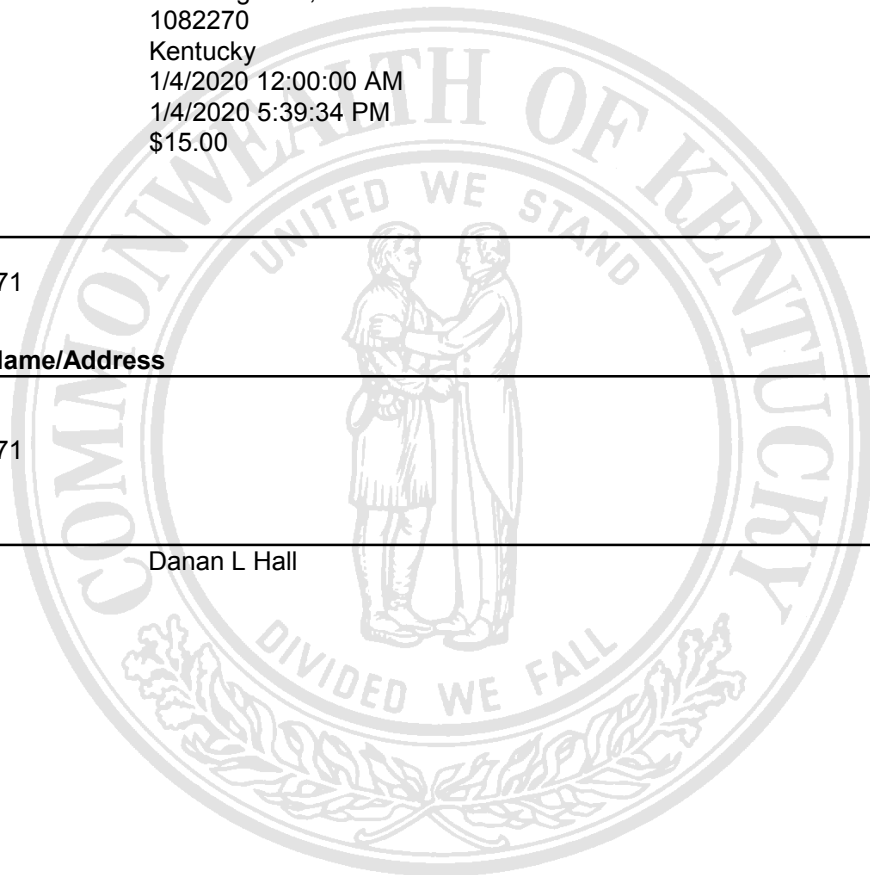 1082270
Kentucky
1/4/2020 12:00:00 AM
1/4/2020 5:39:34 PM
$15.00
COMMONWEALTH OF KENTUCKY
UNITED WE STAND
71
lame/Address
71
Danan L Hall
DIVIDED WE FALL